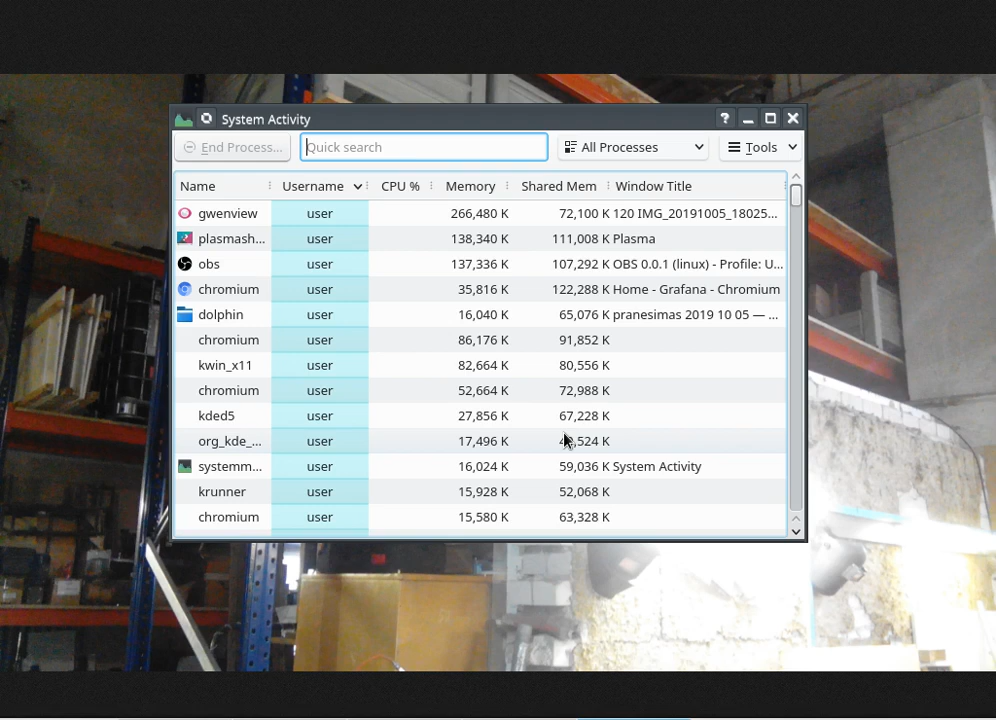 System Activity
End Process... Quick search All Processes Tools
Name Username CPU % Memory Shared Mem Window Title
gwenview user 266,480 K 72,100 K 120 IMG_20191005_18025...
plasmash... user 138,340 K 111,008 K Plasma
obs user 137,336 K 107,292 K OBS 0.0.1 (linux) - Profile: U...
chromium user 35,816 K 122,288 K Home - Grafana - Chromium
dolphin user 16,040 K 65,076 K pranesimas 2019 10 05 — ...
chromium user 86,176 K 91,852 K
kwin_x11 user 82,664 K 80,556 K
chromium user 52,664 K 72,988 K
kded5 user 27,856 K 67,228 K
org_kde_... user 17,496 K
systemm... user 16,024 K 59,036 K System Activity
krunner user 15,928 K 52,068 K
chromium user 15,580 K 63,328 K